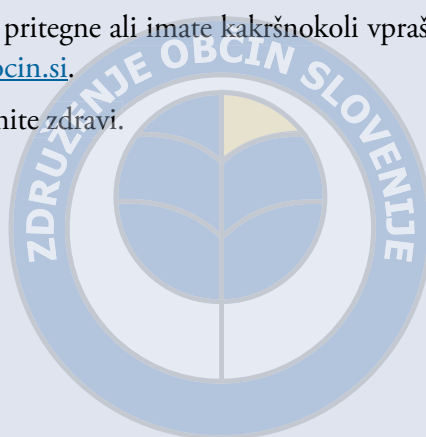 pritegne ali imate kakršnokoli vpraš
ocin.si.
nite zdravi.
ZDRUŽENJE OBČIN SLOVENIJE